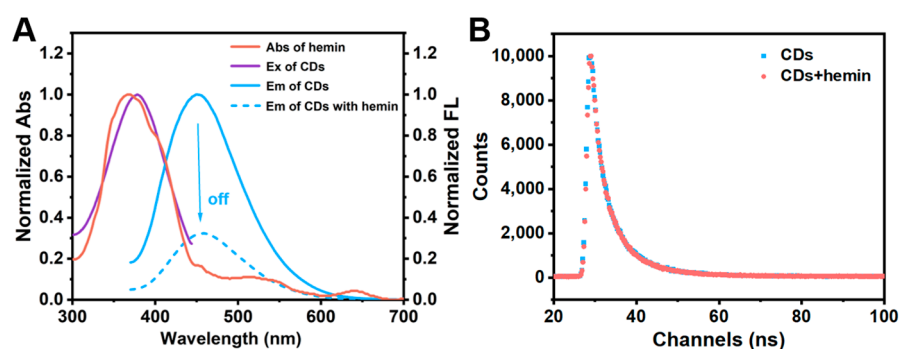 A
Normalized Abs
1.2
1.0
0.8
0.6
0.4
0.2
0.0
300 400 500 600 700
Wavelength (nm)
1.2
1.0
0.8
0.6
0.4
0.2
0.0
Normalized FL
Abs of hemin
Ex of CDs
Em of CDs
Em of CDs with hemin
off
B
Counts
10,000
8,000
6,000
4,000
2,000
0
20 40 60 80 100
Channels (ns)
CDs
CDs+hemin